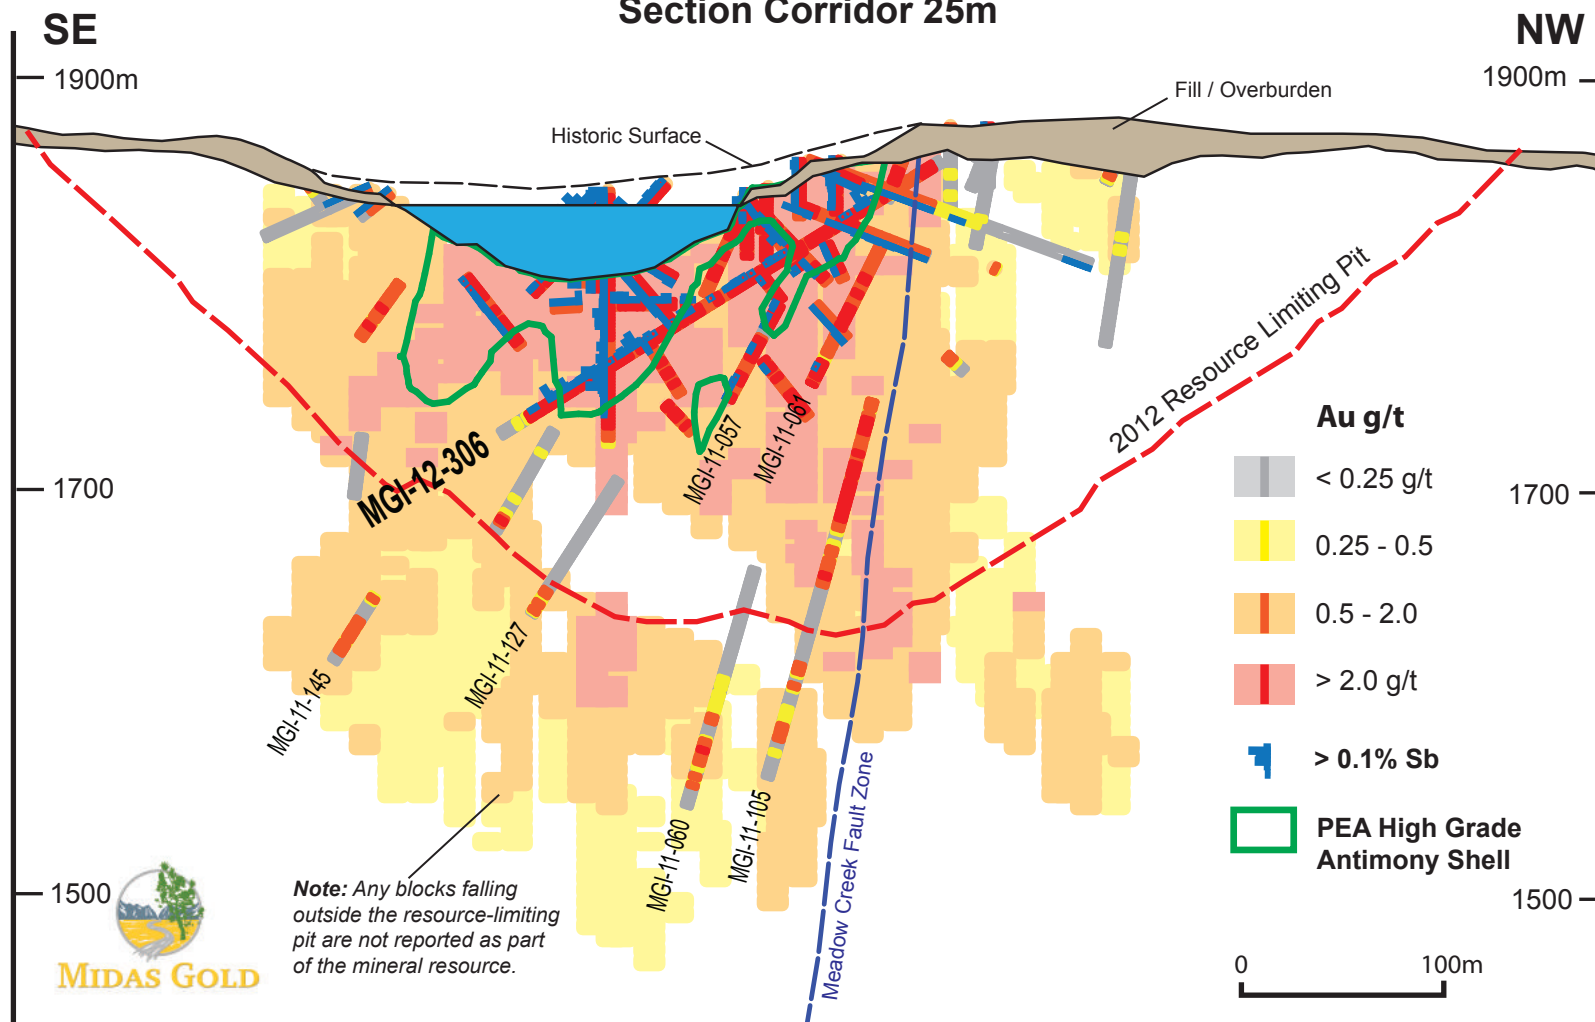 Section Corridor 25m
SE
NW
1900m
1900m
Fill / Overburden
Historic Surface
2012 Resource Limiting Pit
Au g/t
< 0.25 g/t
0.25 - 0.5
0.5 - 2.0
> 2.0 g/t
> 0.1% Sb
PEA High Grade
Antimony Shell
1700
1700
MGI-12-306
MGI-11-057
MGI-11-061
MGI-11-127
MGI-11-145
MGI-11-060
MGI-11-105
Meadow Creek Fault Zone
1500
1500
Note: Any blocks falling
outside the resource-limiting
pit are not reported as part
of the mineral resource.
MIDAS GOLD
0 100m